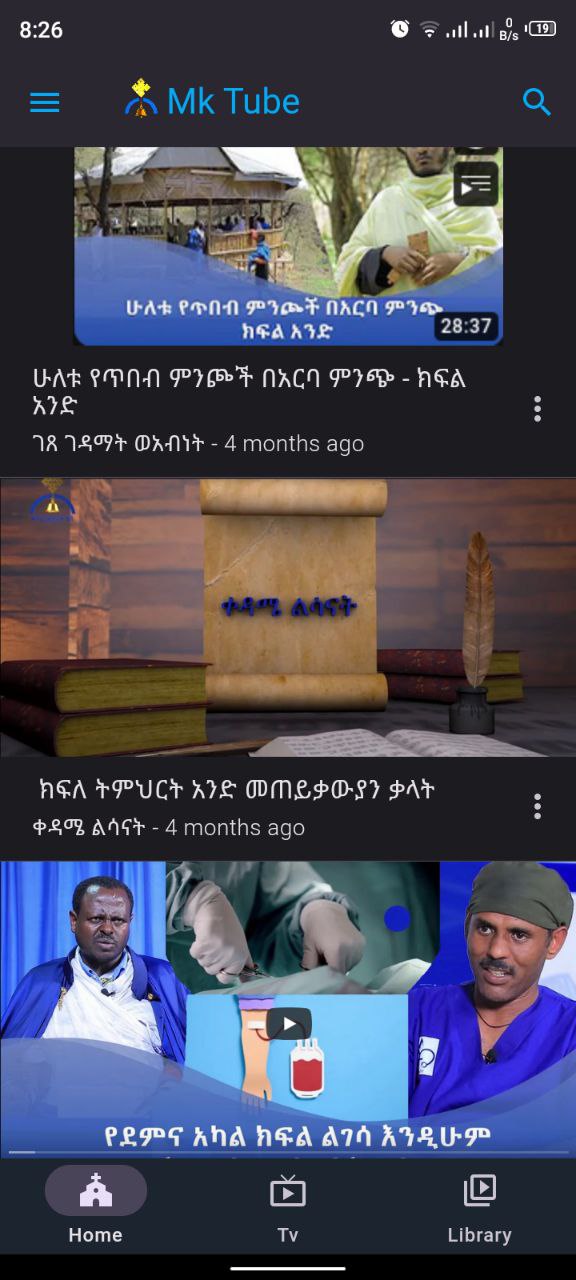 8:26
0
B/s
19
Mk Tube
ሁለቱ የጥበብ ምንጮች በአርባ ምንጭ
ክፍል አንድ
28:37
ሁለቱ የጥበብ ምንጮች በአርባ ምንጭ - ክፍል
አንድ
ገጸ ገዳማት ወአብነት - 4 months ago
ቀዳሜ ልሳናት
ክፍለ ትምህርት አንድ መጠይቃውያን ቃላት
ቀዳሜ ልሳናት - 4 months ago
የደምና አካል ክፍል ልገሳ እንዲሁም
Home
Tv
Library